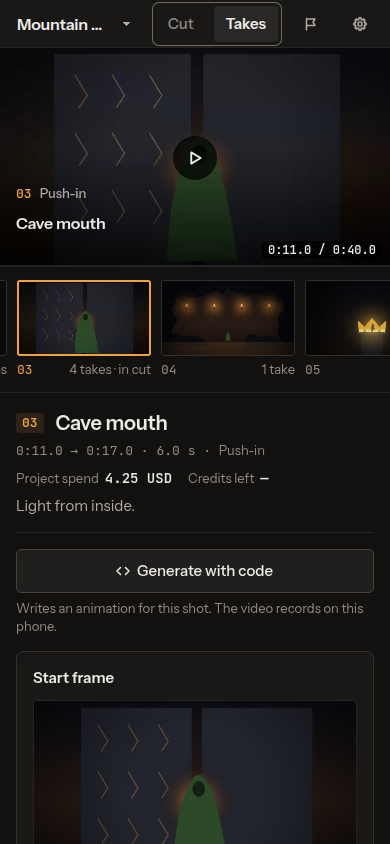 Mountain ...
Cut
Takes
03 Push-in
Cave mouth
0:11.0 / 0:40.0
s
03 4 takes · in cut
04 1 take
05
03 Cave mouth
0:11.0 → 0:17.0 · 6.0 s · Push-in
Project spend 4.25 USD Credits left —
Light from inside.
Generate with code
Writes an animation for this shot. The video records on this
phone.
Start frame